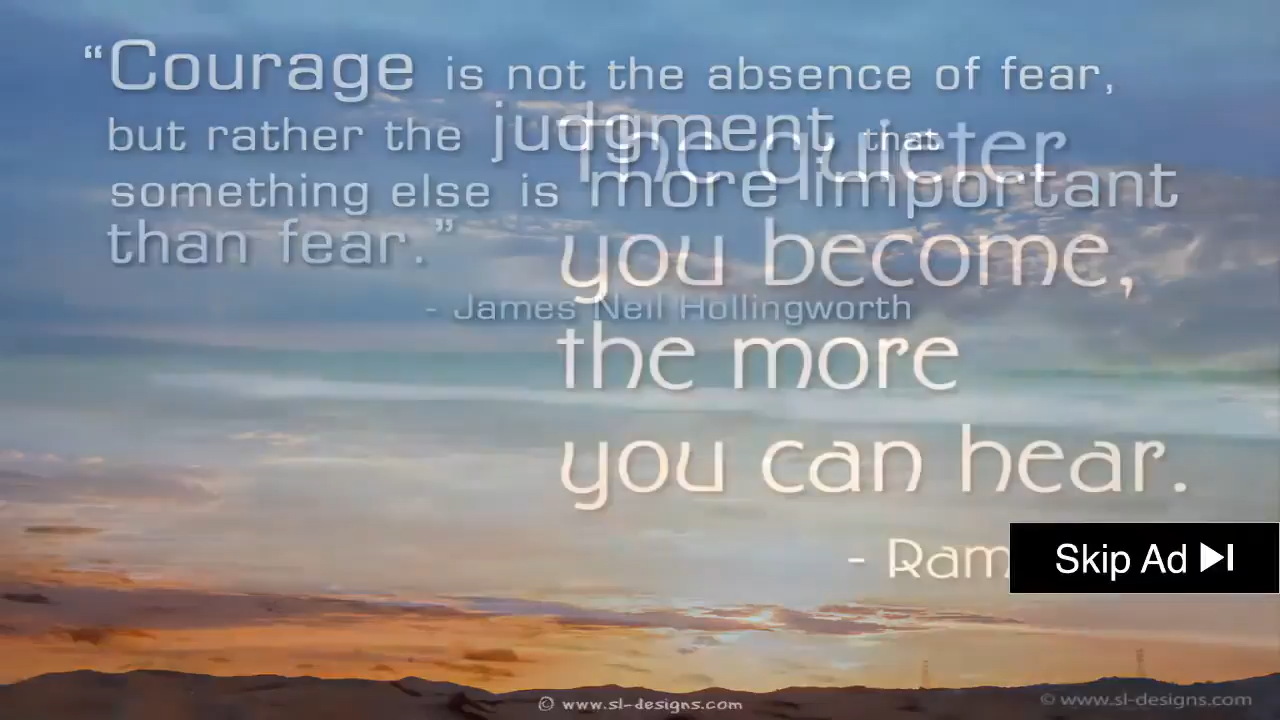 “Courage is not the absence of fear,
but rather the judgment that
something else is more important
than fear.”
- James Neil Hollingworth
The quieter
you become,
the more
you can hear.
- Ram
Skip Ad
© www.sl-designs.com
© www.sl-designs.com